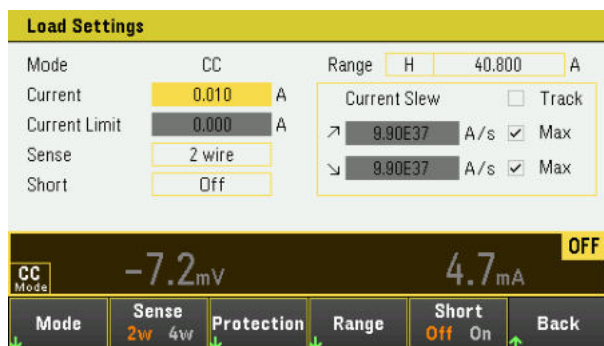 Load Settings
Mode CC Range H 40.800 A
Current 0.010 A Current Slew Track
Current Limit 0.000 A 9.90E37 A/s Max
Sense 2 wire 9.90E37 A/s Max
Short Off
OFF
CC Mode -7.2mV 4.7mA
Mode Sense 2w 4w Protection Range Short Off On Back